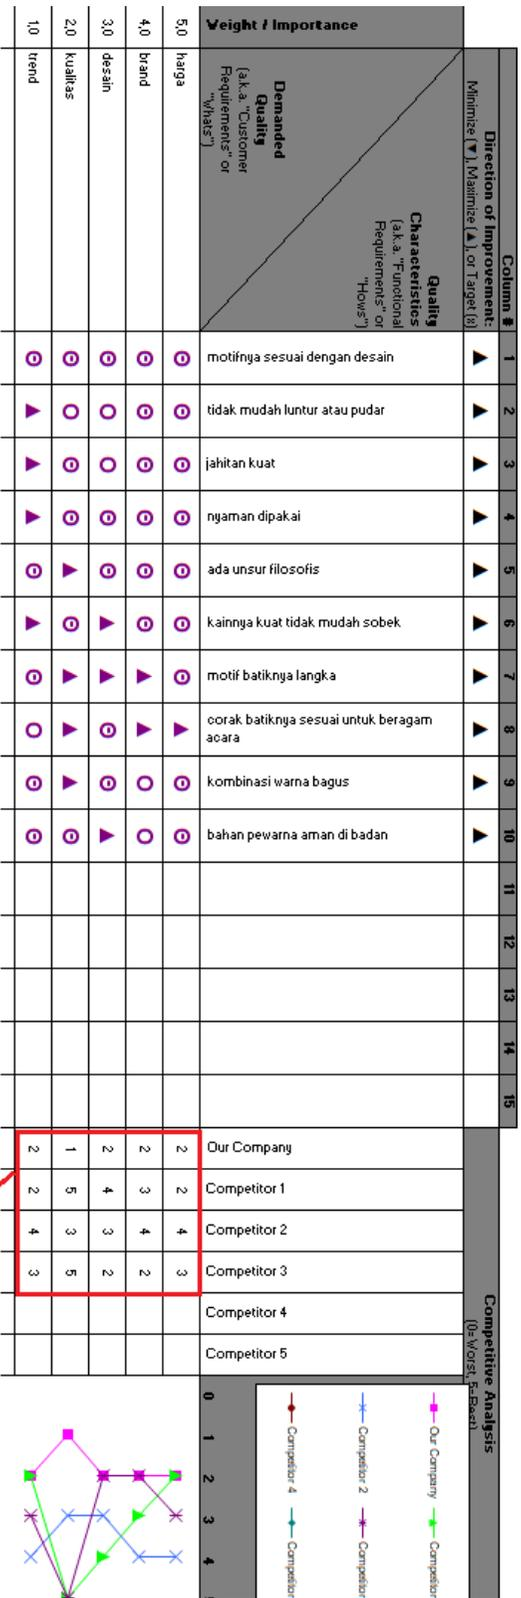 Column #
1
2
3
4
5
6
7
8
9
10
11
12
13
14
15
Direction of Improvement:
Minimize (▼), Maximize (▲), or Target (x)
▲
▲
▲
▲
▲
▲
▲
▲
▲
▲
Competitive Analysis
(0=Worst, 5=Best)
Weight / Importance
Quality
Characteristics
(a.k.a. "Functional
Requirements" or
"Hows")
Demanded
Quality
(a.k.a. "Customer
Requirements" or
"Whats")
motifnya sesuai dengan desain
tidak mudah luntur atau pudar
jahitan kuat
nyaman dipakai
ada unsur filosofis
kainnya kuat tidak mudah sobek
motif batiknya langka
corak batiknya sesuai untuk beragam
acara
kombinasi warna bagus
bahan pewarna aman di badan
Our Company
Competitor 1
Competitor 2
Competitor 3
Competitor 4
Competitor 5
0
1
2
3
4
5,0 harga Θ Θ Θ Θ Θ Θ Θ ▲ Θ Θ 2 2 4 3
4,0 brand Θ Θ Θ Θ Θ Θ ▲ ▲ Ο Ο 2 3 4 2
3,0 desain Θ Ο Ο Θ Θ ▲ ▲ Θ Θ ▲ 2 4 3 2
2,0 kualitas Θ Ο Θ Θ ▲ Θ ▲ ▲ ▲ Θ 1 5 3 5
1,0 trend Θ ▲ ▲ ▲ Θ ▲ Θ Ο Θ Θ 2 2 4 3
Our Company
Competitor
Competitor 2
Competitor
Competitor 4
Competitor